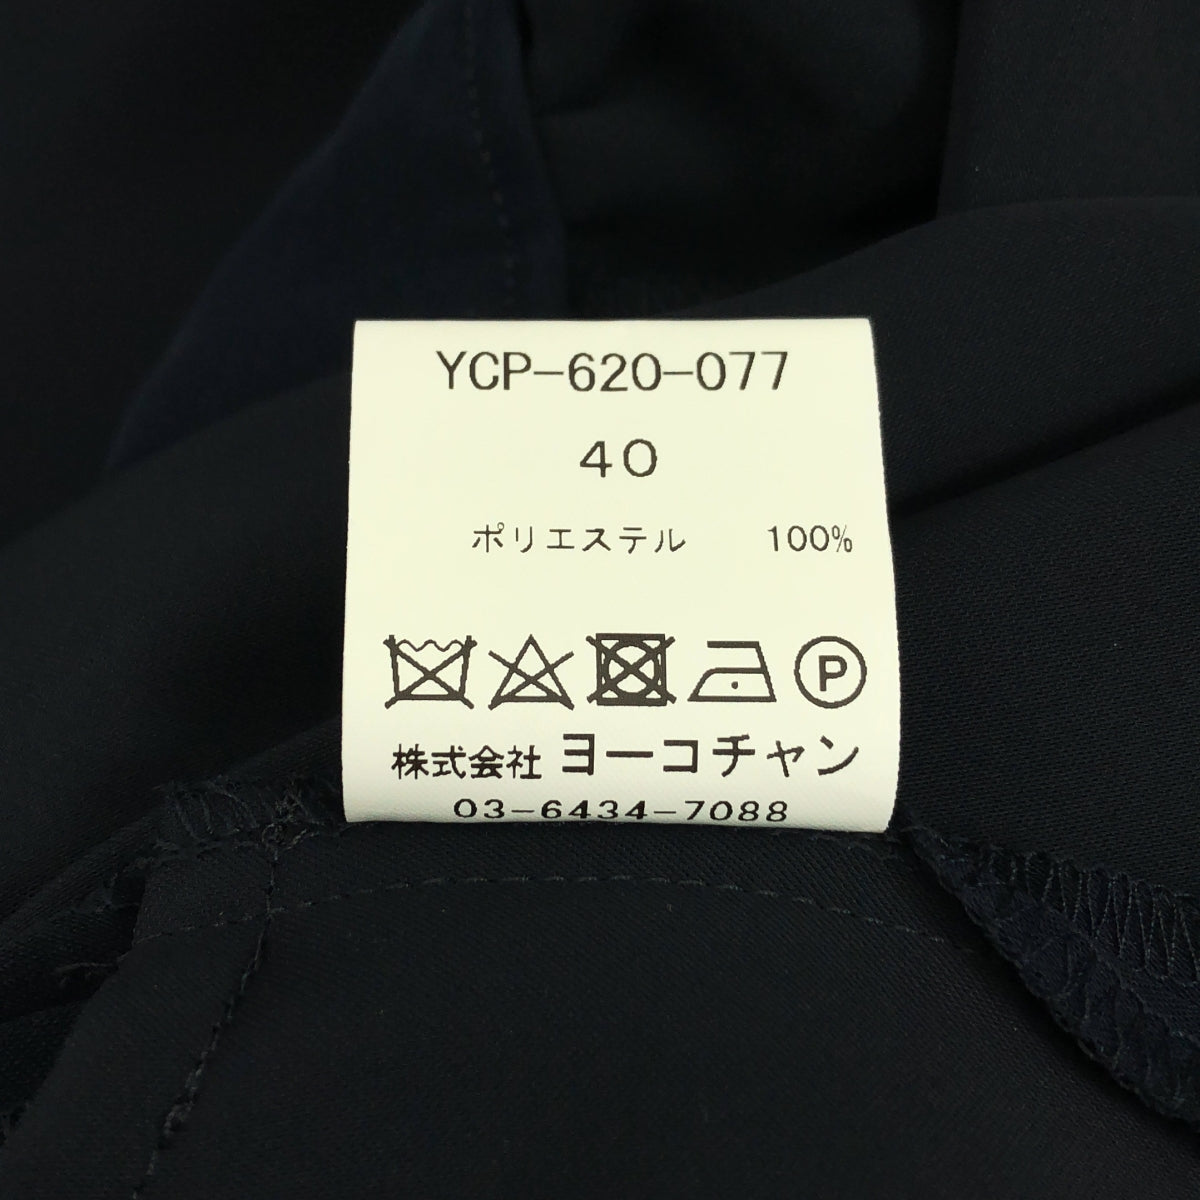 YCP-620-077
40
ポリエステル 100%
P
株式会社 ヨーコチャン
03-6434-7088